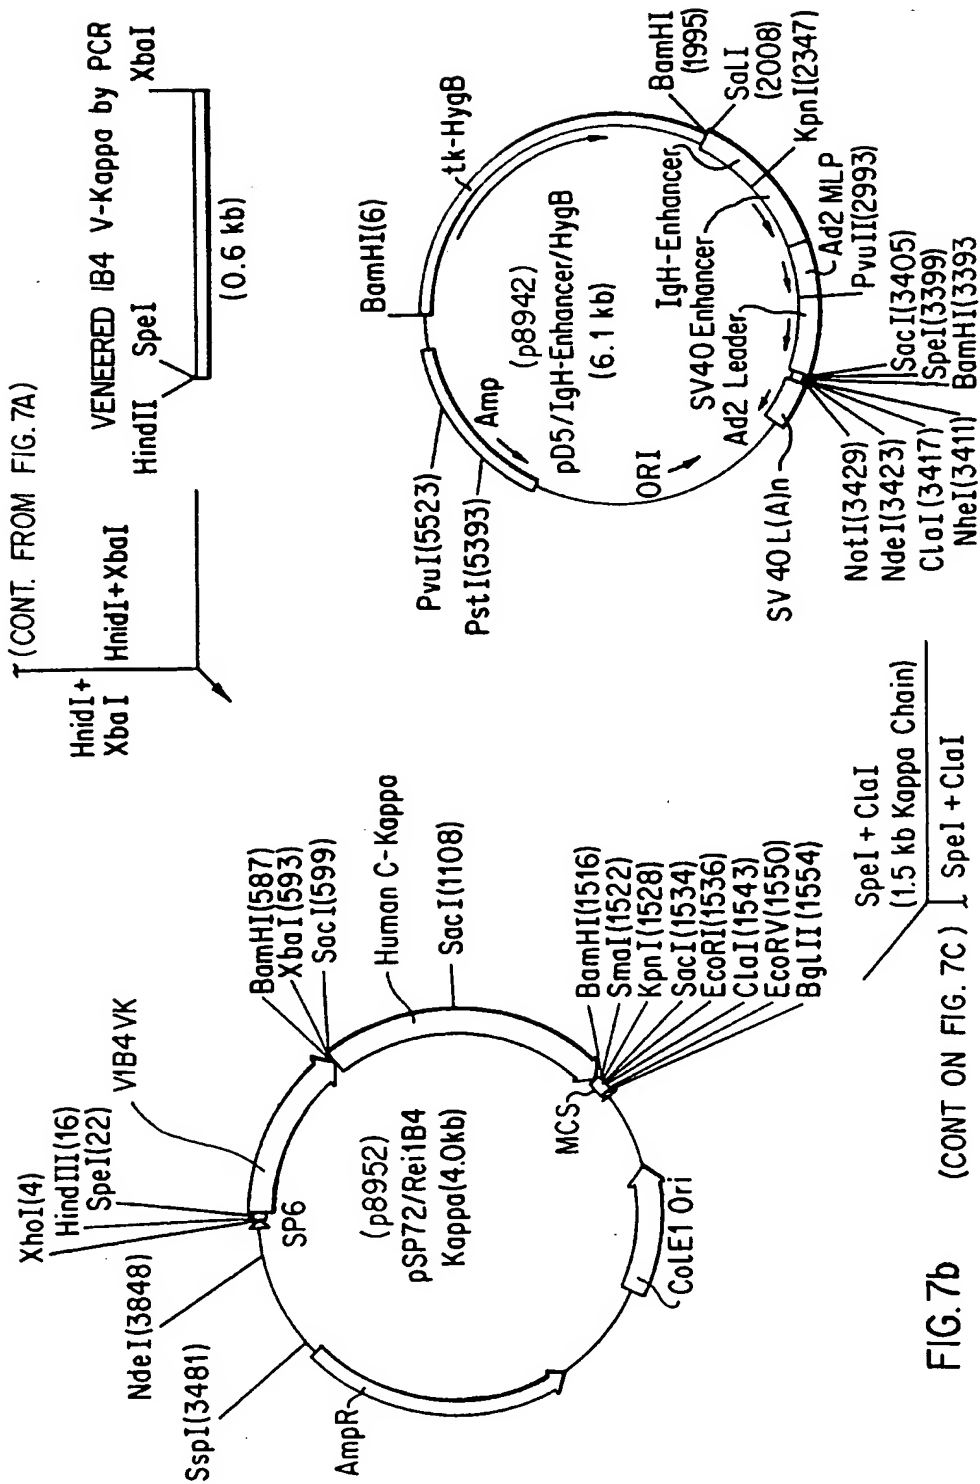 (CONT. FROM FIG. 7A)
HnidI+
XbaI
HnidI+XbaI
HindII
SpeI
VENEERED IB4 V-Kappa by PCR
XbaI
(0.6 kb)
XhoI(4)
HindIII(16)
SpeI(22)
V1B4VK
NdeI(3848)
SspI(3481)
SP6
BamHI(587)
XbaI(593)
SacI(599)
Human C-Kappa
SacI(1108)
AmpR
(p8952)
pSP72/Rei1B4
Kappa(4.0kb)
MCS
ColE1 Ori
BamHI(1516)
SmaI(1522)
KpnI(1528)
SacI(1534)
EcoRI(1536)
ClaI(1543)
EcoRV(1550)
BglII(1554)
BamHI(6)
PvuI(5523)
PstI(5393)
Amp
tk-HygB
(p8942)
pD5/IgH-Enhancer/HygB
(6.1 kb)
BamHI
(1995)
SalI
(2008)
KpnI(2347)
IgH-Enhancer
SV40 Enhancer
Ad2 Leader
Ad2 MLP
PvuII(2993)
ORI
SV 40 L(A)n
SacI(3405)
SpeI(3399)
BamHI(3393
NotI(3429)
NdeI(3423)
ClaI(3417)
NheI(3411)
SpeI + ClaI
(1.5 kb Kappa Chain)
SpeI + ClaI
(CONT ON FIG. 7C)
FIG. 7b